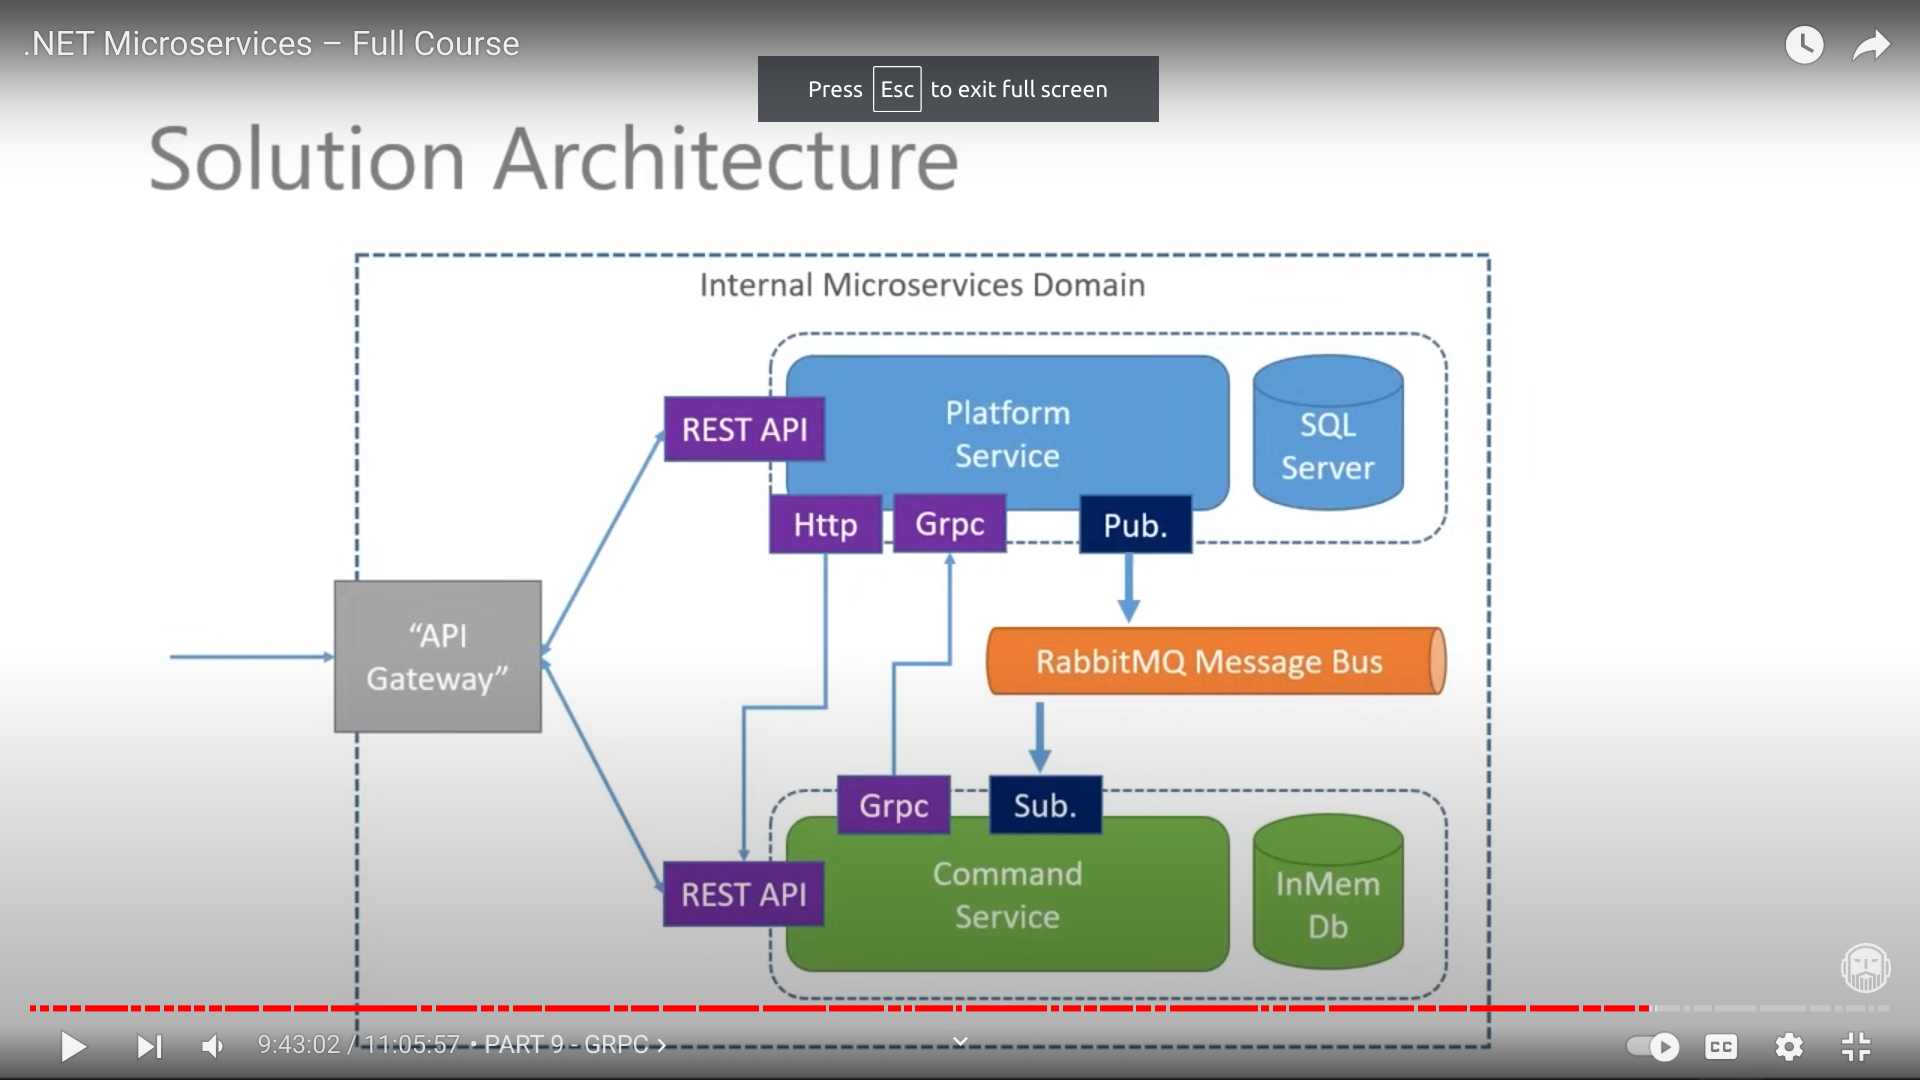 .NET Microservices – Full Course
Press Esc to exit full screen
Solution Architecture
Internal Microservices Domain
REST API
Platform
Service
SQL
Server
Http
Grpc
Pub.
“API
Gateway”
RabbitMQ Message Bus
Grpc
Sub.
REST API
Command
Service
InMem
Db
9:43:02 / 11:05:57 • PART 9 - GRPC >
CC